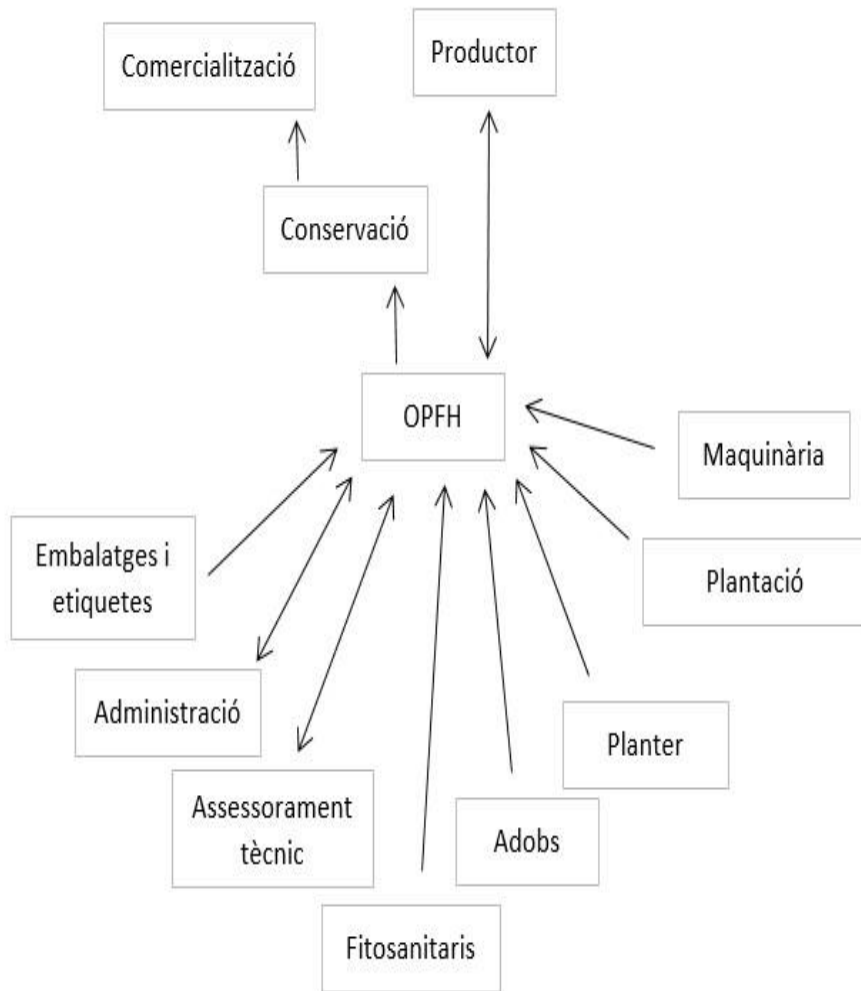 Comercialització
Productor
Conservació
OPFH
Maquinària
Embalatges i
etiquetes
Plantació
Administració
Planter
Assessorament
tècnic
Adobs
Fitosanitaris